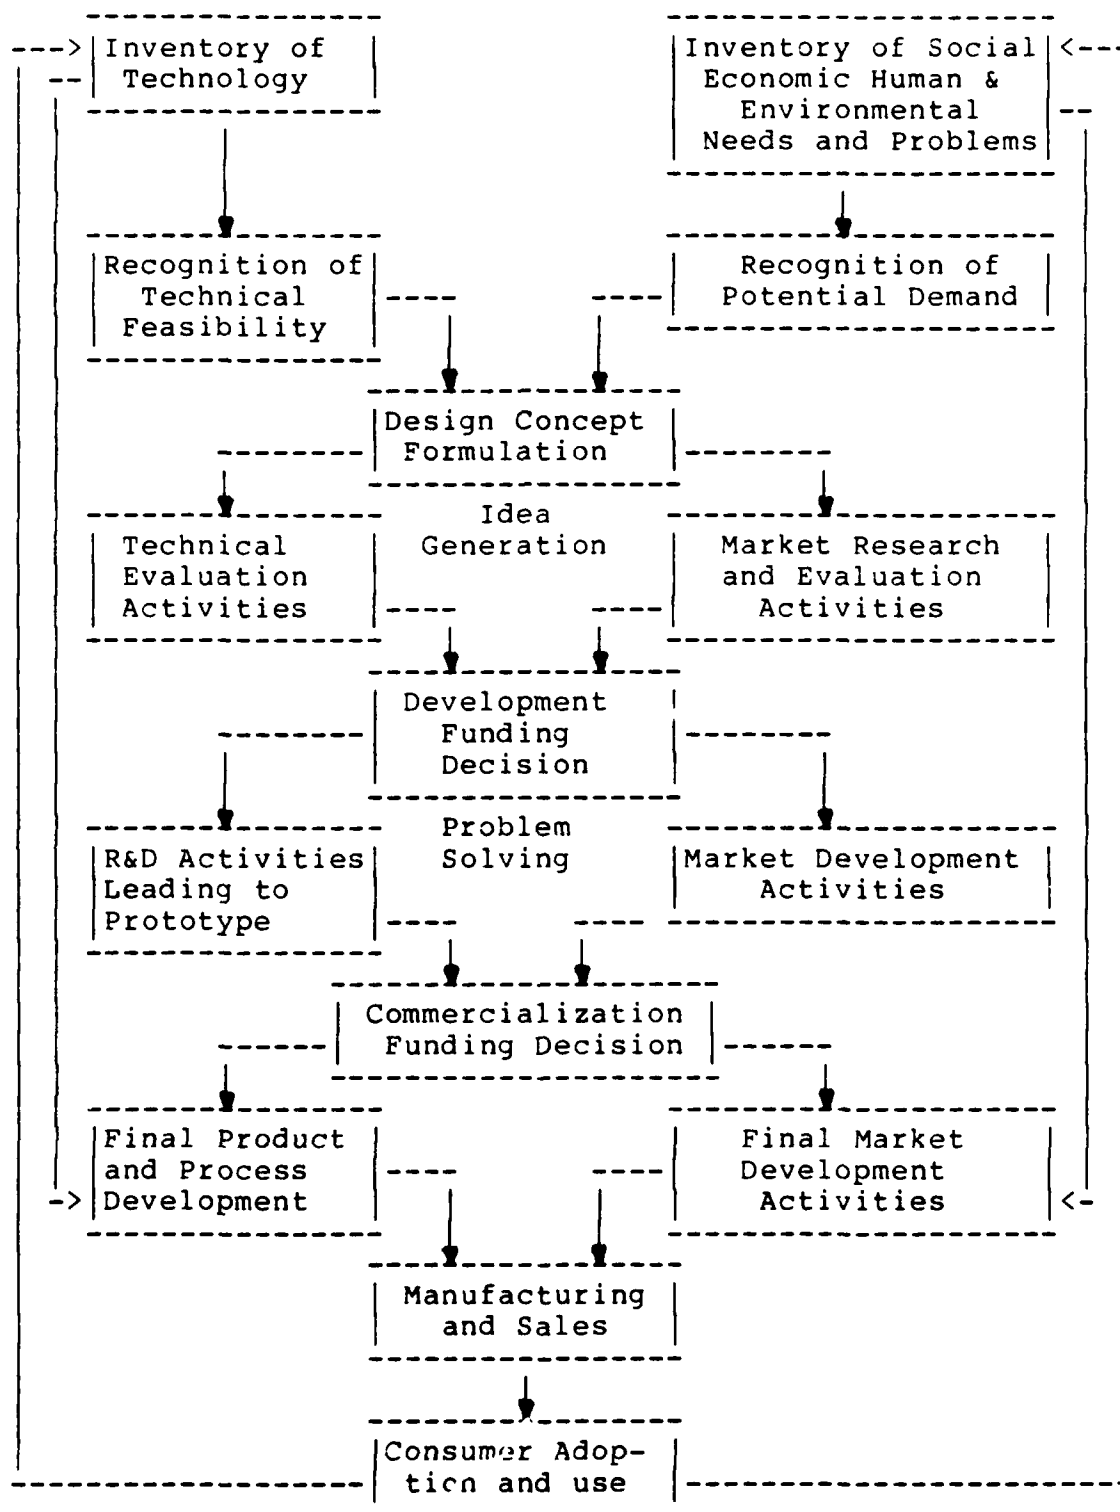 Inventory of
Technology
Inventory of Social
Economic Human &
Environmental
Needs and Problems
Recognition of
Technical
Feasibility
Recognition of
Potential Demand
Design Concept
Formulation
Idea
Generation
Technical
Evaluation
Activities
Market Research
and Evaluation
Activities
Development
Funding
Decision
Problem
Solving
R&D Activities
Leading to
Prototype
Market Development
Activities
Commercialization
Funding Decision
Final Product
and Process
Development
Final Market
Development
Activities
Manufacturing
and Sales
Consumer Adop-
tion and use